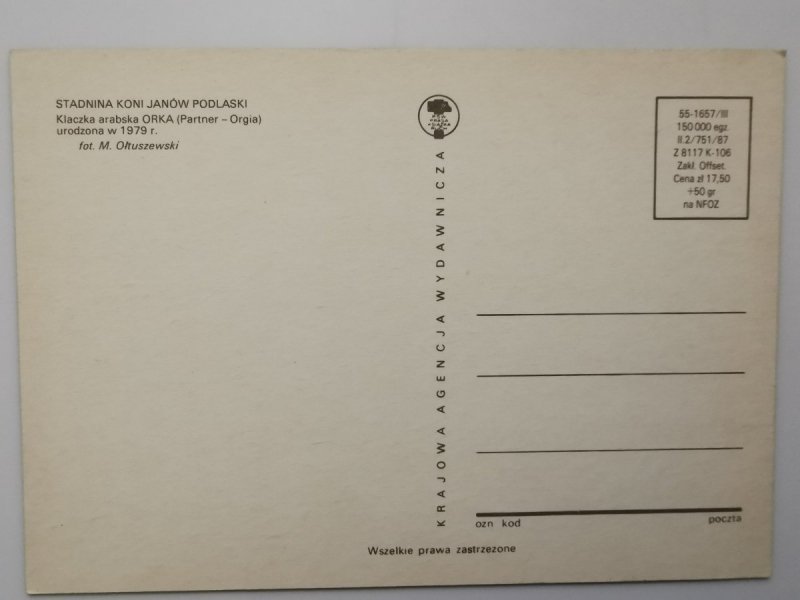 STADNINA KONI JANÓW PODLASKI
Klaczka arabska ORKA (Partner – Orgia)
urodzona w 1979 r.
fot. M. Ołtuszewski
KRAJOWA AGENCJA WYDAWNICZA
55-1657/III
150 000 egz.
II.2/751/87
Z 8117 K-106
Zakł. Offset.
Cena zł 17,50
+50 gr
na NFOZ
ozn kod
poczta
Wszelkie prawa zastrzezone